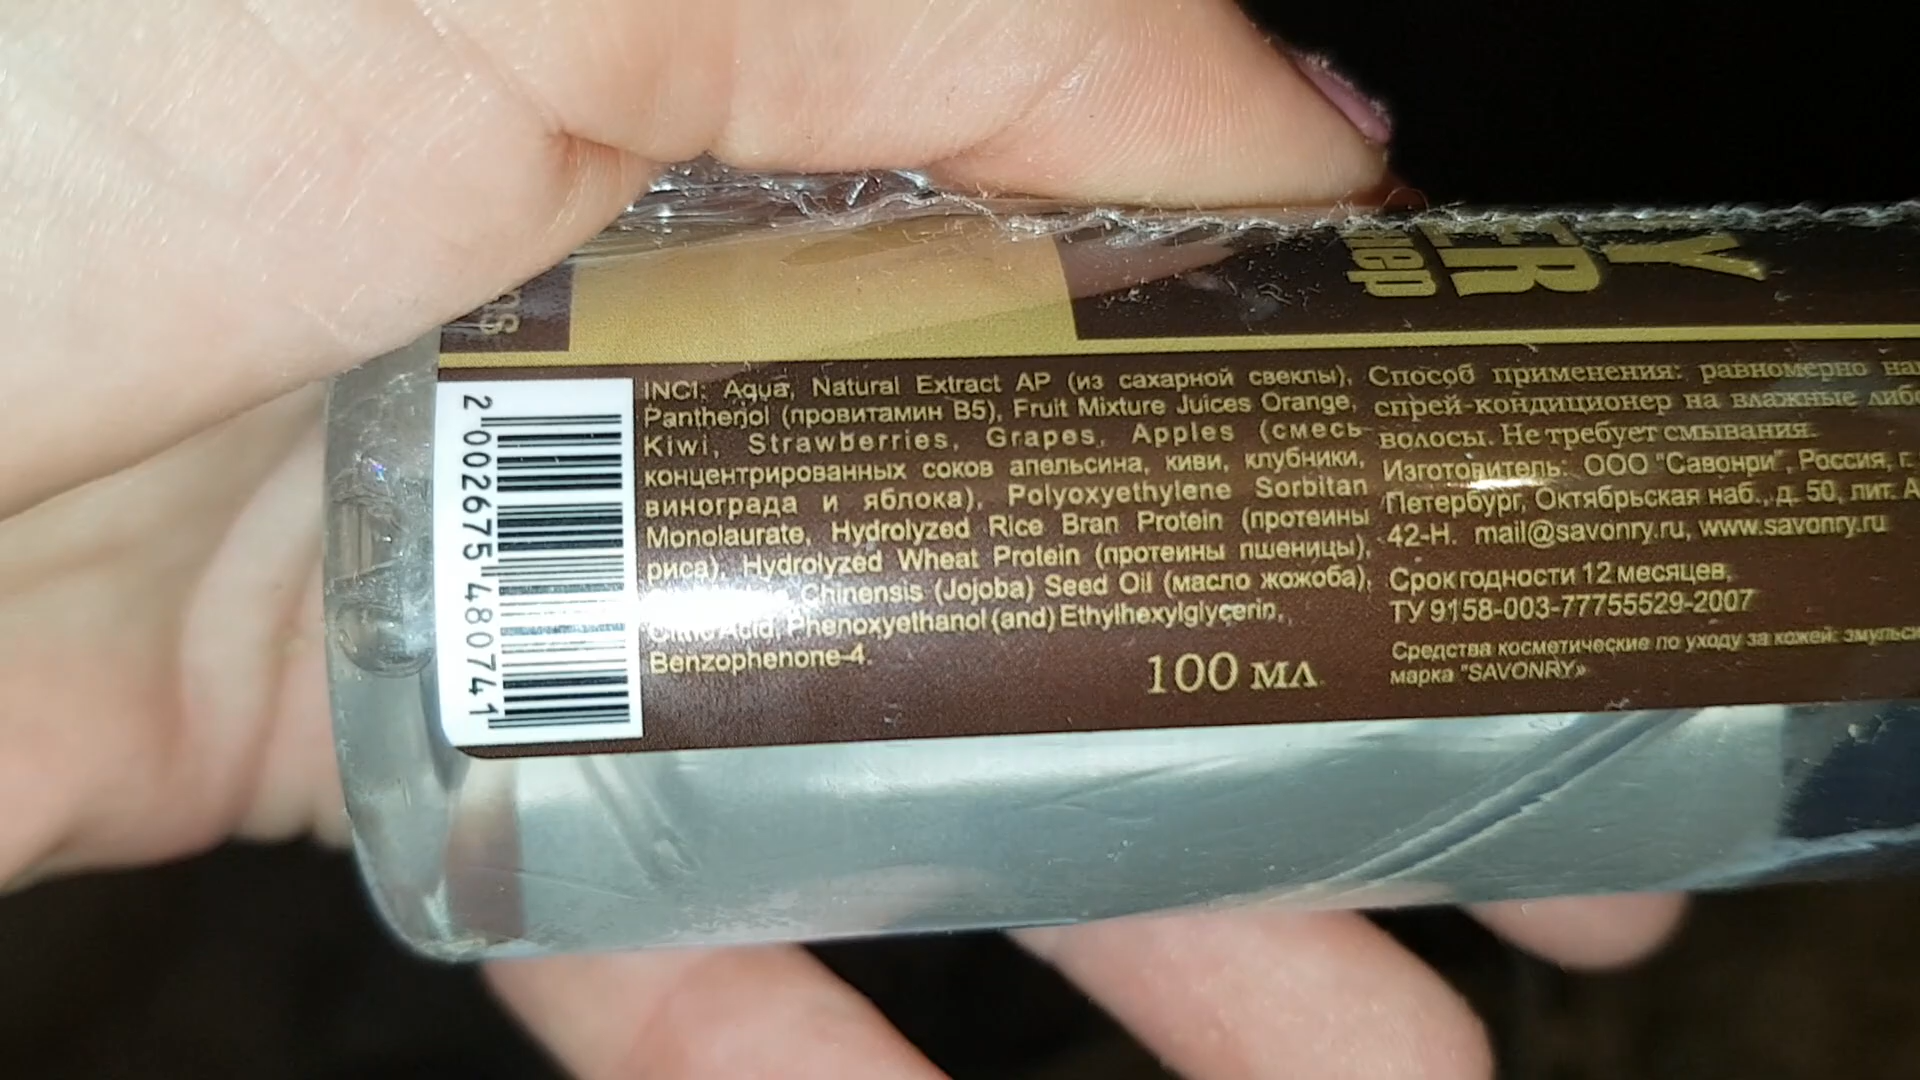 INCI: Aqua, Natural Extract AP (из сахарной свеклы),
Panthenol (провитамин B5), Fruit Mixture Juices Orange,
Kiwi, Strawberries, Grapes, Apples (смесь
концентрированных соков апельсина, киви, клубники,
винограда и яблока), Polyoxyethylene Sorbitan
Monolaurate, Hydrolyzed Rice Bran Protein (протеины
риса), Hydrolyzed Wheat Protein (протеины пшеницы),
Chinensis (Jojoba) Seed Oil (масло жожоба),
Citric Acid, Phenoxyethanol (and) Ethylhexylglycerin,
Benzophenone-4.
100 мл
Способ применения: равномерно
спрей-кондиционер на влажные
волосы. Не требует смывания.
Изготовитель: ООО "Савонри", Россия, г.
Петербург, Октябрьская наб., д. 50, лит. А
42-Н. mail@savonry.ru, www.savonry.ru
Срок годности 12 месяцев,
ТУ 9158-003-77755529-2007
Средства косметические по уходу за кожей:
марка "SAVONRY»
2 000267 5480741